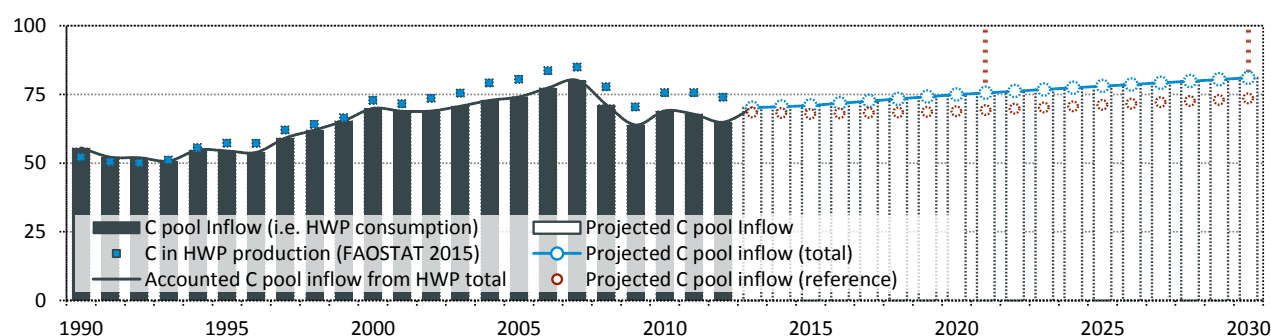 100
75
50
25
0
C pool Inflow (i.e. HWP consumption)
Projected C pool Inflow
C in HWP production (FAOSTAT 2015)
Projected C pool inflow (total)
Accounted C pool inflow from HWP total
Projected C pool inflow (reference)
1990 1995 2000 2005 2010 2015 2020 2025 2030